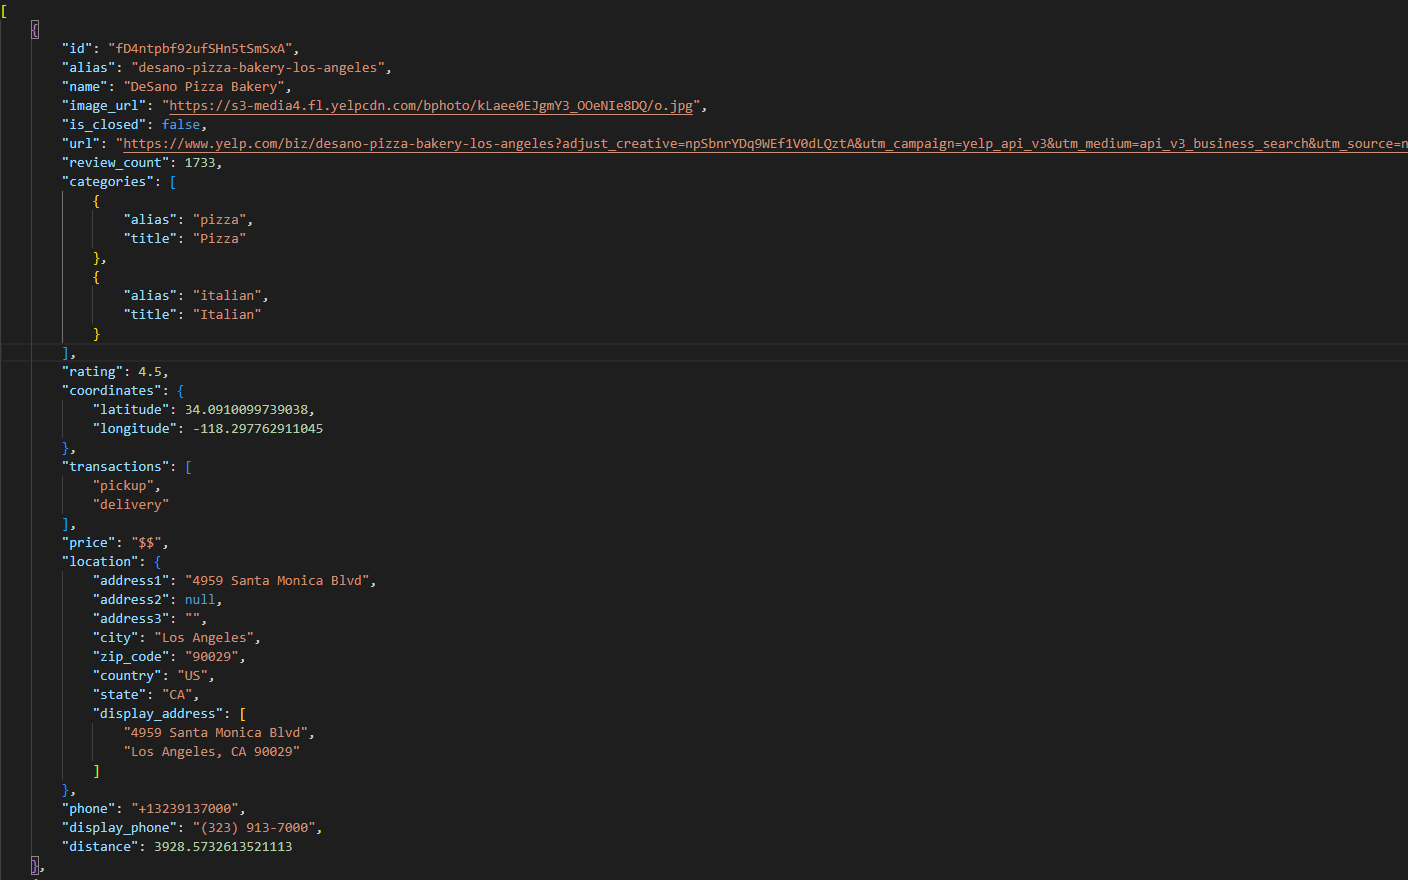 [
{
"id": "fD4ntpbf92ufSHn5tSmSxA",
"alias": "desano-pizza-bakery-los-angeles",
"name": "DeSano Pizza Bakery",
"image_url": "https://s3-media4.fl.yelpcdn.com/bphoto/kLaee0EJgmY3_OOeNIe8DQ/o.jpg",
"is_closed": false,
"url": "https://www.yelp.com/biz/desano-pizza-bakery-los-angeles?adjust_creative=npSbnrYDq9WEf1V0dLQztA&utm_campaign=yelp_api_v3&utm_medium=api_v3_business_search&utm_source=n
"review_count": 1733,
"categories": [
{
"alias": "pizza",
"title": "Pizza"
},
{
"alias": "italian",
"title": "Italian"
}
],
"rating": 4.5,
"coordinates": {
"latitude": 34.0910099739038,
"longitude": -118.297762911045
},
"transactions": [
"pickup",
"delivery"
],
"price": "$$",
"location": {
"address1": "4959 Santa Monica Blvd",
"address2": null,
"address3": "",
"city": "Los Angeles",
"zip_code": "90029",
"country": "US",
"state": "CA",
"display_address": [
"4959 Santa Monica Blvd",
"Los Angeles, CA 90029"
]
},
"phone": "+13239137000",
"display_phone": "(323) 913-7000",
"distance": 3928.5732613521113
},